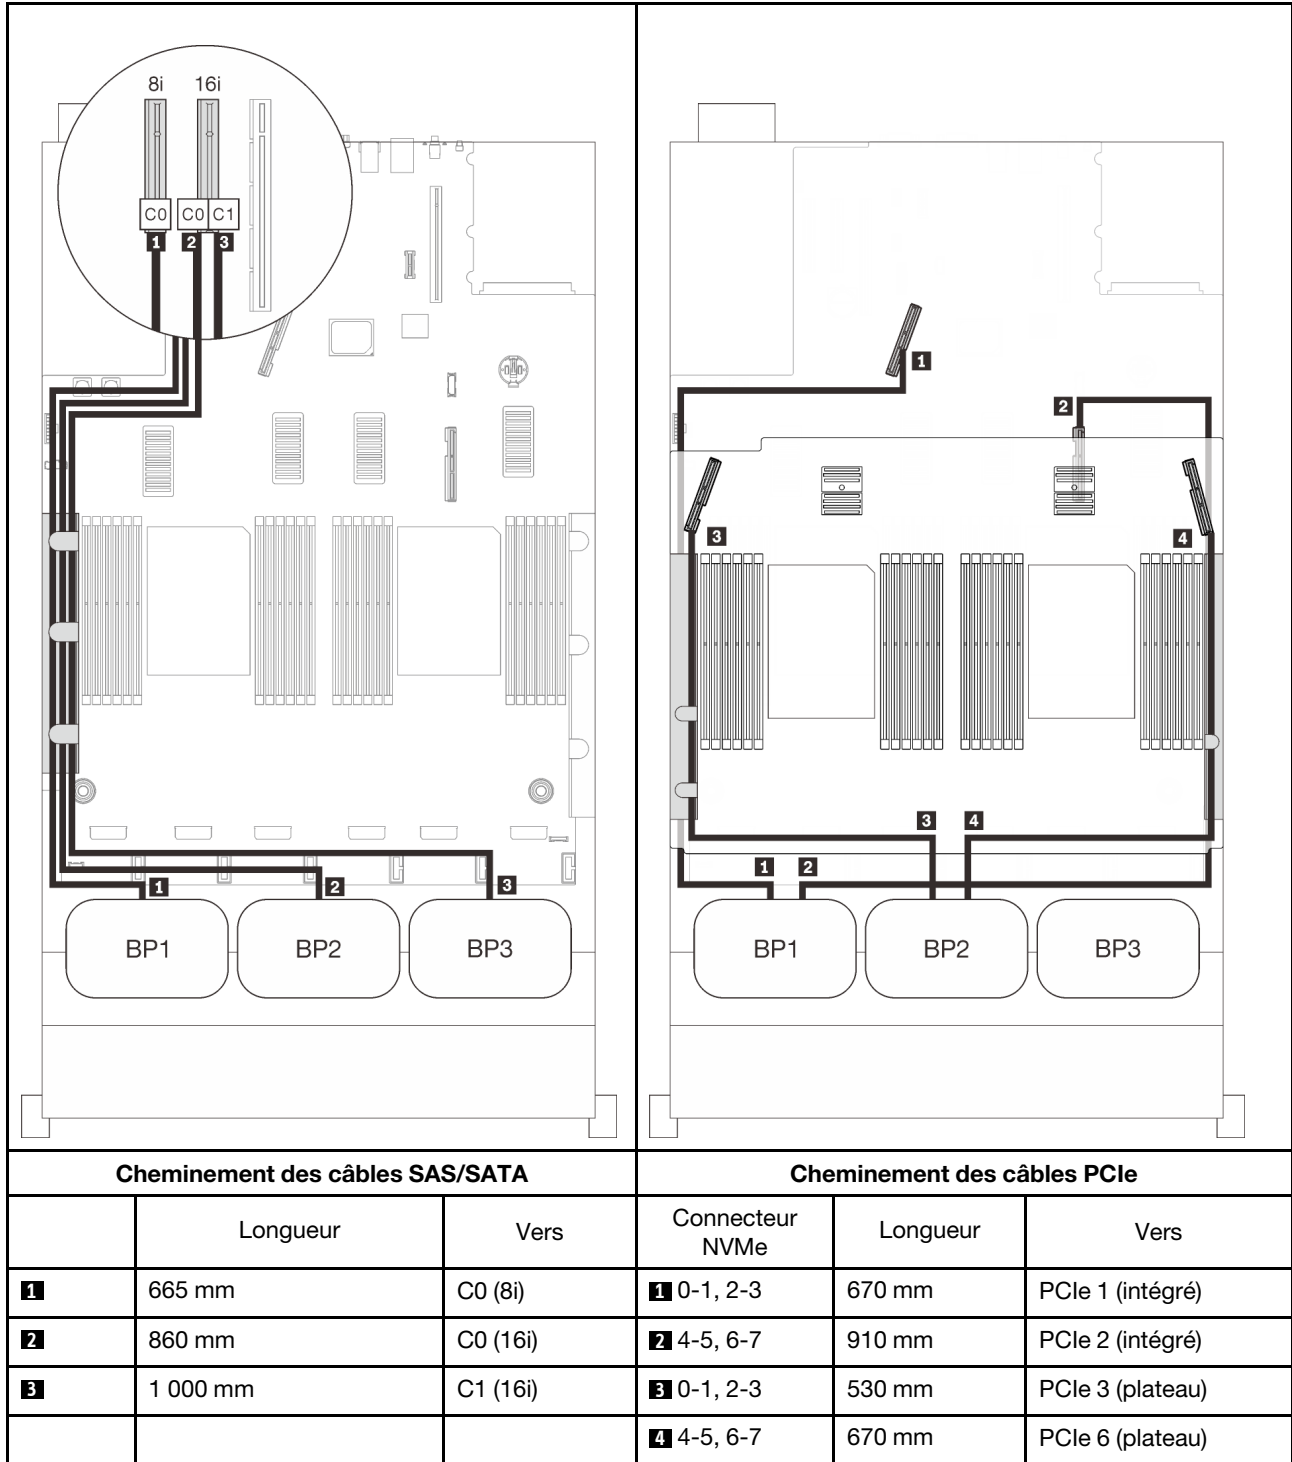 8i 16i
C0 C0 C1
1 2 3
1
2
3
4
3 4
1 2
1 2 3
BP1 BP2 BP3
BP1 BP2 BP3
Cheminement des câbles SAS/SATA
Cheminement des câbles PCIe
Longueur Vers
Connecteur NVMe Longueur Vers
1 665 mm C0 (8i)
1 0-1, 2-3 670 mm PCIe 1 (intégré)
2 860 mm C0 (16i)
2 4-5, 6-7 910 mm PCIe 2 (intégré)
3 1 000 mm C1 (16i)
3 0-1, 2-3 530 mm PCIe 3 (plateau)
4 4-5, 6-7 670 mm PCIe 6 (plateau)